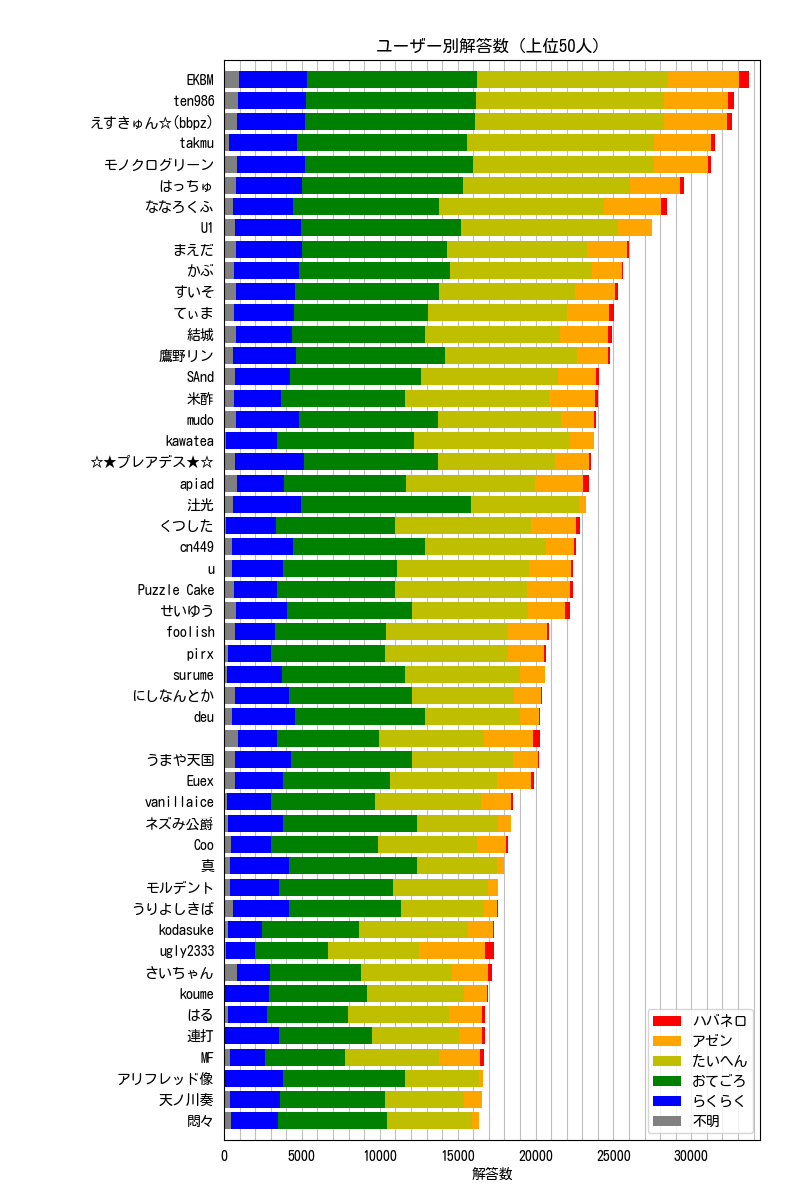 ユーザー別解答数 (上位50人)
EKBM
ten986
えすきゅん☆(bbpz)
takmu
モノクログリーン
はっちゅ
ななろくふ
U1
まえだ
かぶ
すいそ
てぃま
結城
鷹野リン
SAnd
米酢
mudo
kawatea
☆★プレアデス★☆
apiad
汢光
くつした
cn449
u
Puzzle Cake
せいゆう
foolish
pirx
surume
にしなんとか
deu
うまや天国
Euex
vanillaice
ネズみ公爵
Coo
真
モルデント
うりよしきば
kodasuke
ugly2333
さいちゃん
koume
はる
連打
MF
アリフレッド像
天ノ川奏
悶々
ハバネロ
アゼン
たいへん
おてごろ
らくらく
不明
0 5000 10000 15000 20000 25000 30000
解答数